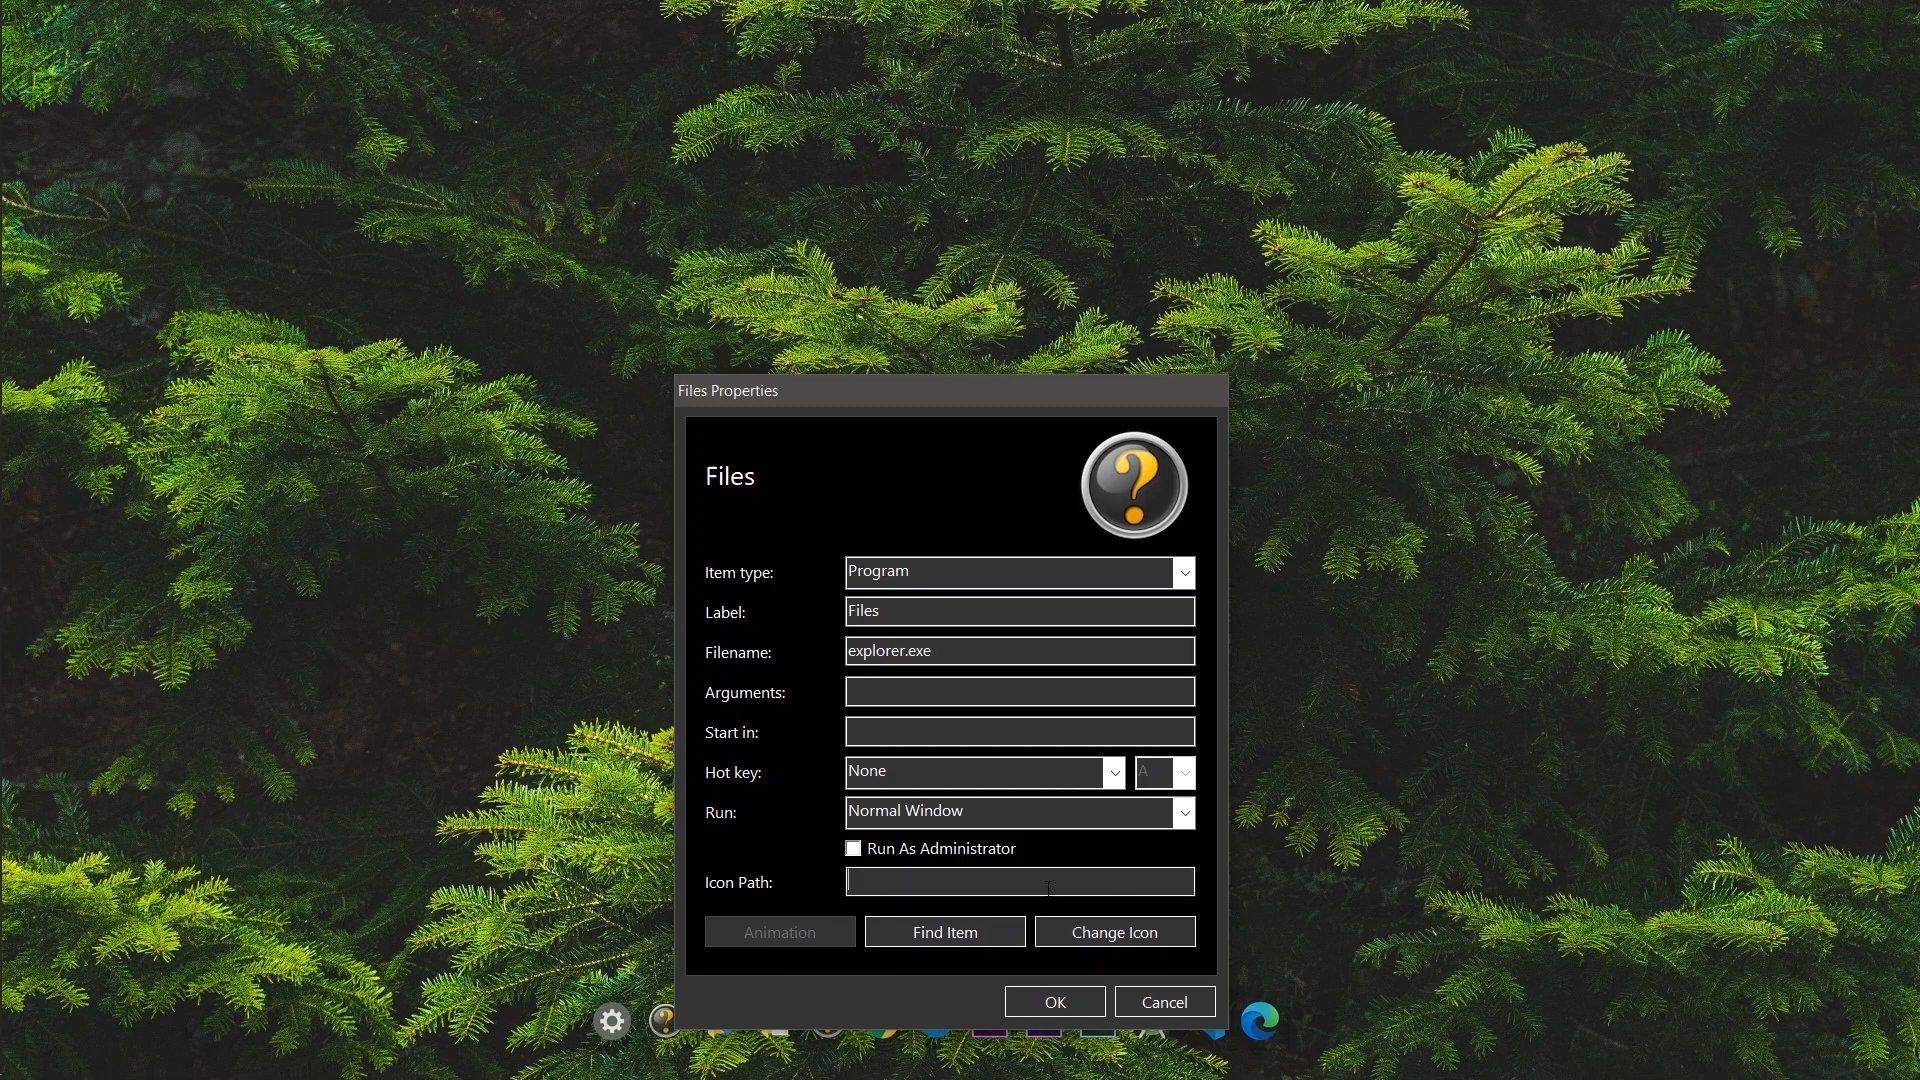 Files Properties
Files
?
Item type: Program
Label: Files
Filename: explorer.exe
Arguments:
Start in:
Hot key: None A
Run: Normal Window
Run As Administrator
Icon Path:
Animation Find Item Change Icon
OK Cancel
?